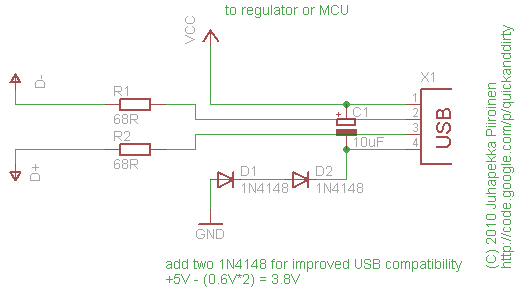 to regulator or MCU
VCC
D-
R1
68R
R2
68R
D+
C1
10uF
X1
1
2
3
4
USB
D1
1N4148
D2
1N4148
GND
add two 1N4148 for improved USB compatibility
+5V - (0.6V*2) = 3.8V
(C) 2010 Juhapekka Piiroinen
http://code.google.com/p/quicknanddirty